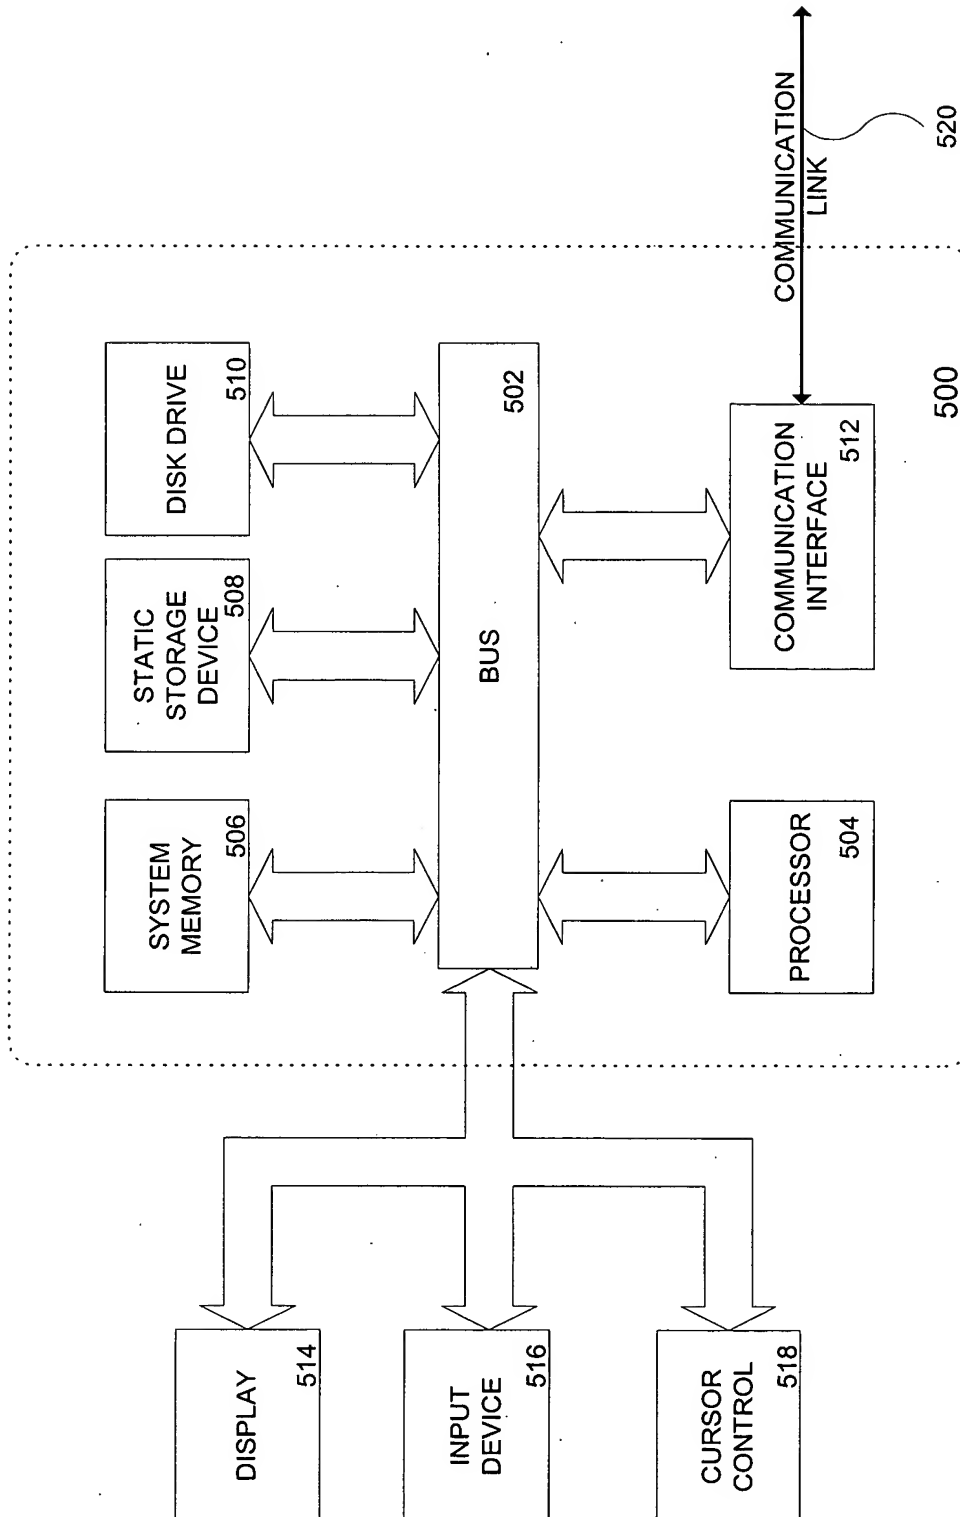 SYSTEM
MEMORY
506
STATIC
STORAGE
DEVICE
508
DISK DRIVE
510
DISPLAY
514
INPUT
DEVICE
516
CURSOR
CONTROL
518
BUS
502
PROCESSOR
504
COMMUNICATION
INTERFACE
512
COMMUNICATION
LINK
520
500